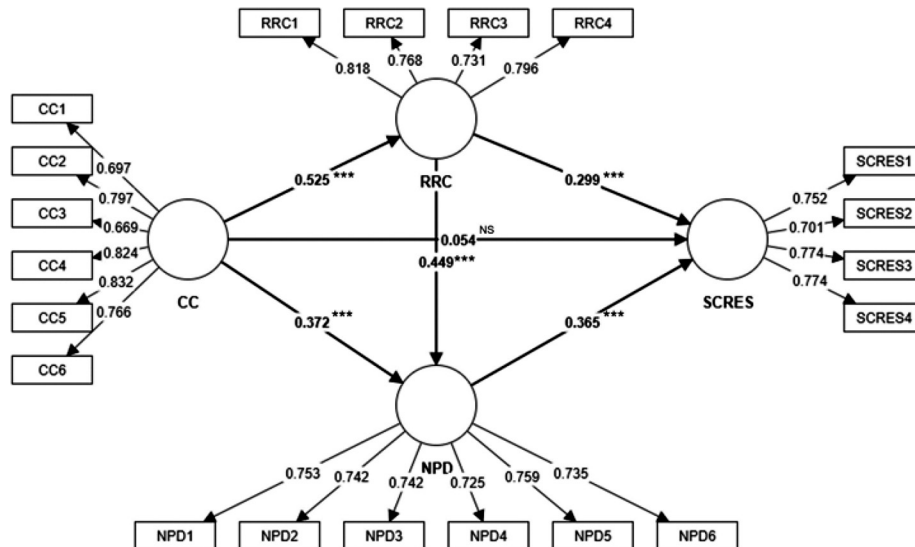 RRC1 RRC2 RRC3 RRC4
0.818 0.768 0.731 0.796
CC1
CC2
CC3
CC4
CC5
CC6
0.697
0.797
0.669
0.824
0.832
0.766
CC
RRC
0.525 ***
0.299 ***
0.054 NS
0.449***
0.372 ***
0.365 ***
SCRES
0.752
0.701
0.774
0.774
SCRES1
SCRES2
SCRES3
SCRES4
NPD
0.753 0.742 0.742 0.725 0.759 0.735
NPD1 NPD2 NPD3 NPD4 NPD5 NPD6